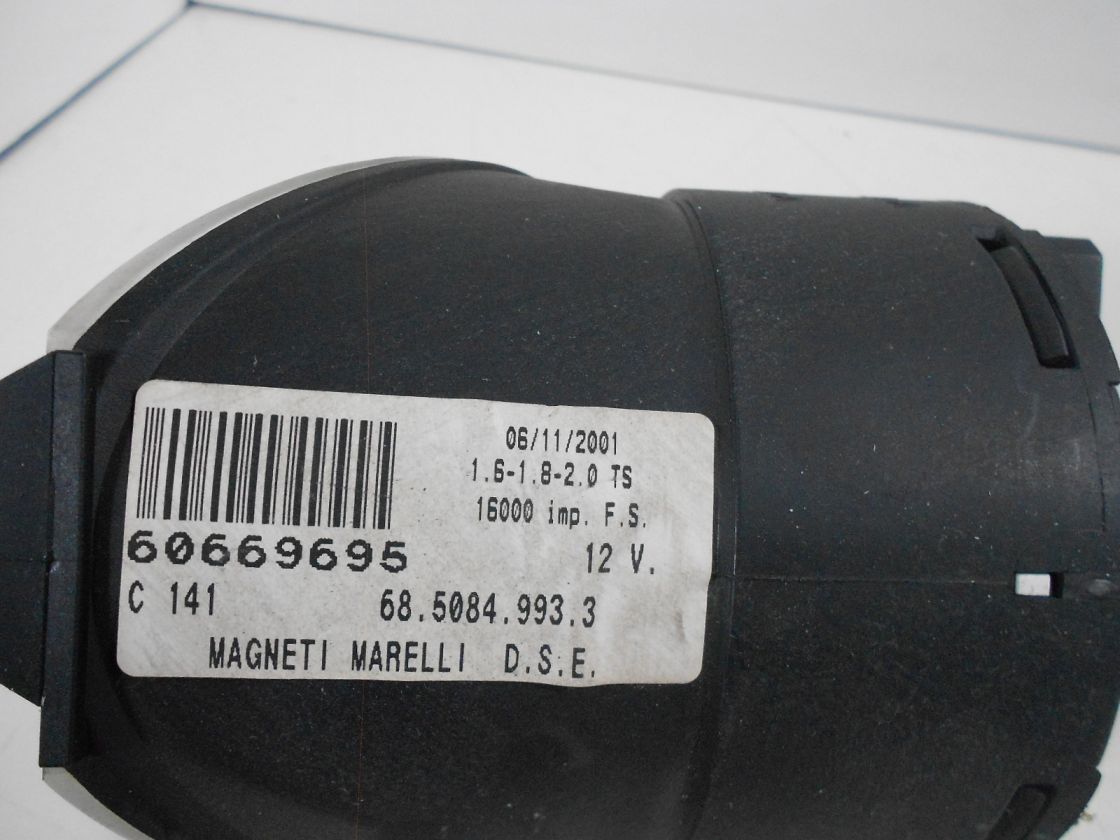 06/11/2001
1.6-1.8-2.0 TS
16000 imp. F.S.
60669695
12 V.
C 141 68.5084.993.3
MAGNETI MARELLI D.S.E.